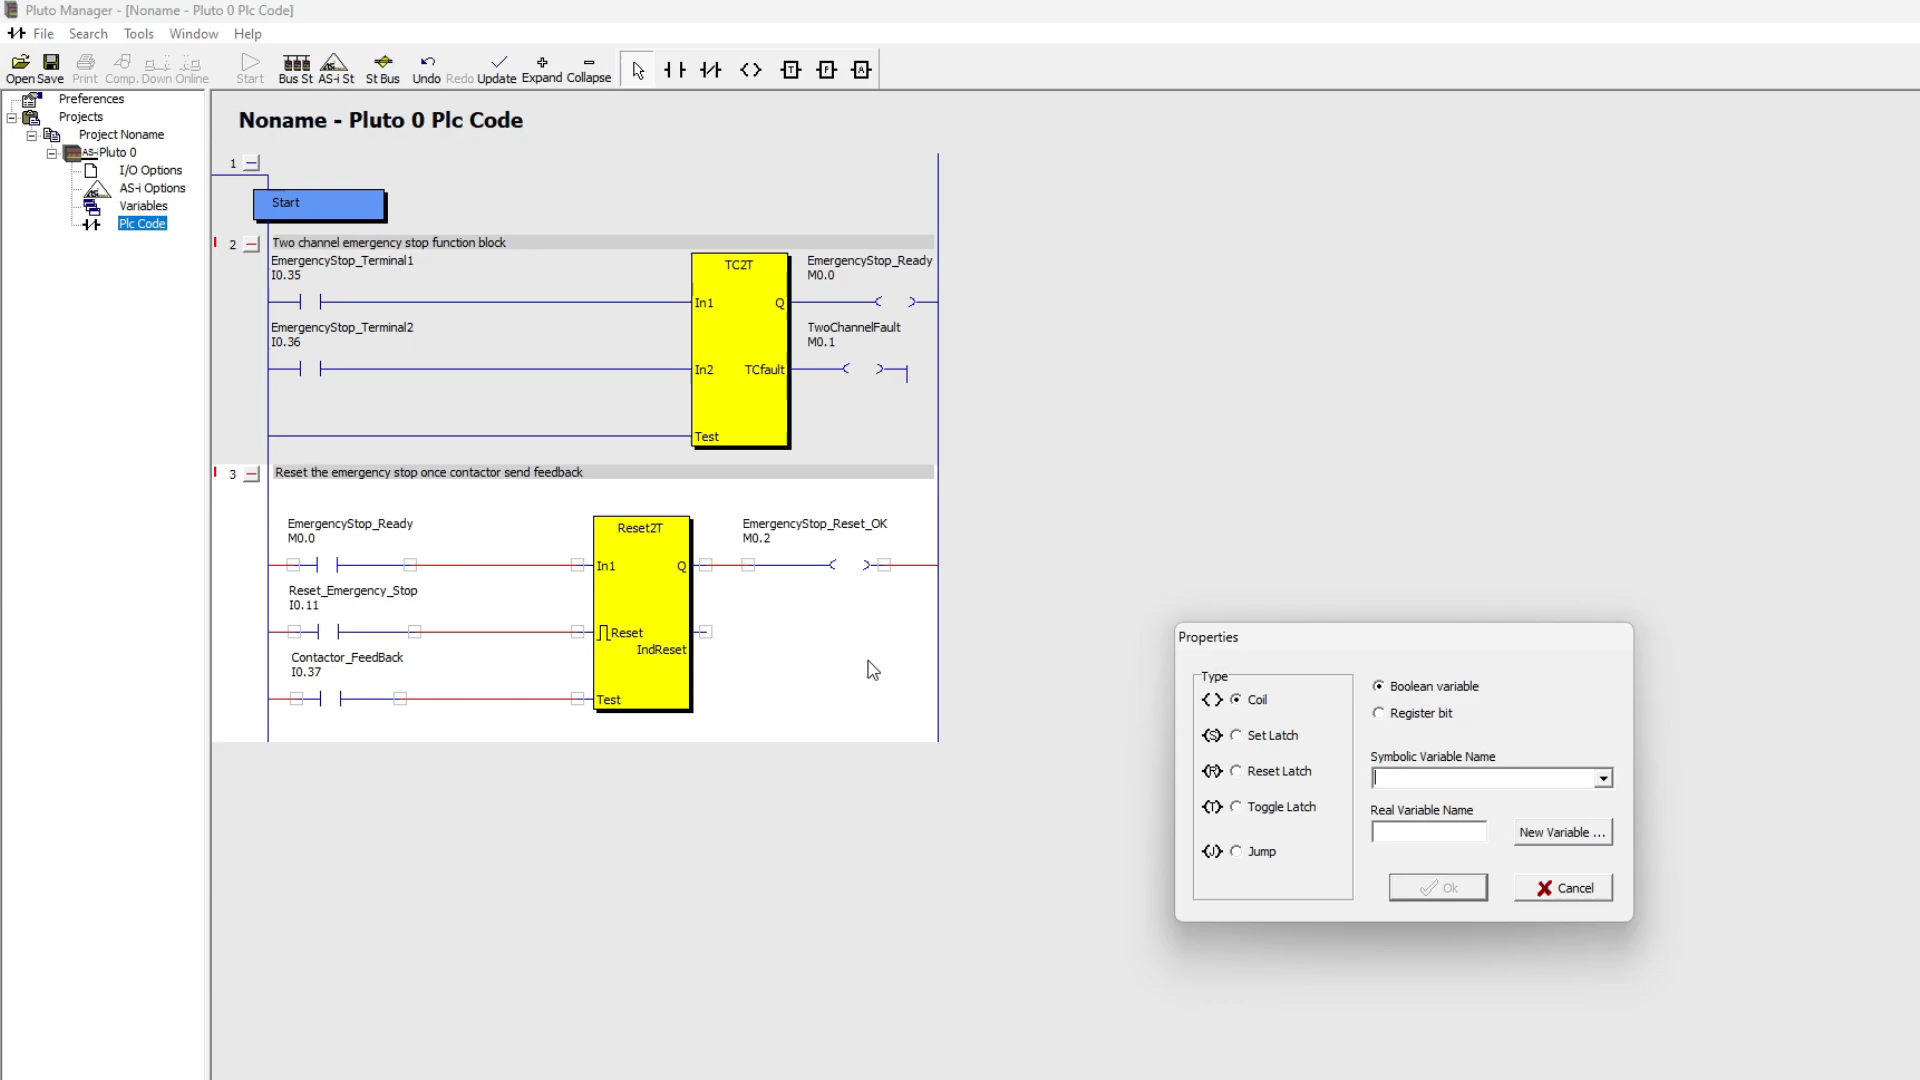 Pluto Manager - [Noname - Pluto 0 Plc Code]
File Search Tools Window Help
Open Save Print Comp. Down Online Start Bus St AS-i St St Bus Undo Redo Update Expand Collapse
T F A
Preferences
Projects
Project Noname
AS-i Pluto 0
I/O Options
AS-i Options
Variables
Plc Code
Noname - Pluto 0 Plc Code
1
Start
2 Two channel emergency stop function block
EmergencyStop_Terminal1
I0.35
TC2T
EmergencyStop_Ready
M0.0
In1 Q
EmergencyStop_Terminal2
I0.36
TwoChannelFault
M0.1
In2 TCfault
Test
3 Reset the emergency stop once contactor send feedback
EmergencyStop_Ready
M0.0
Reset2T
EmergencyStop_Reset_OK
M0.2
In1 Q
Reset_Emergency_Stop
I0.11
Reset
IndReset
Contactor_FeedBack
I0.37
Test
Properties
Type
Coil
(S) Set Latch
(R) Reset Latch
(T) Toggle Latch
(J) Jump
Boolean variable
Register bit
Symbolic Variable Name
Real Variable Name
New Variable ...
Ok
Cancel